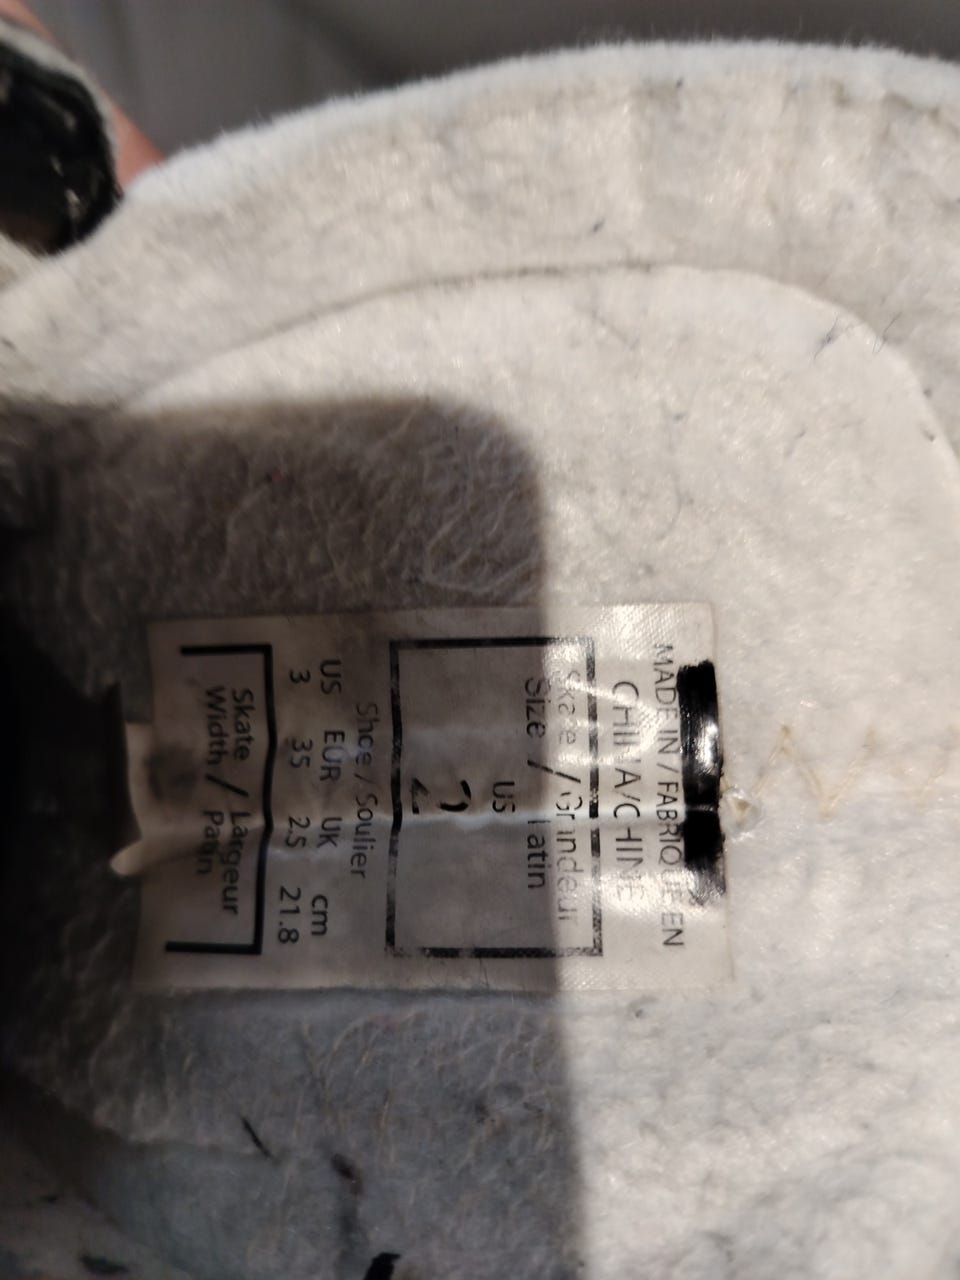 MADE IN / FABRIQUÉ EN
CHINA/CHINE
Skate / Grandeur
Size / Patin
US
2
Shoe / Soulier
US EUR UK cm
3 35 2.5 21.8
Skate / Largeur
Width / Patin